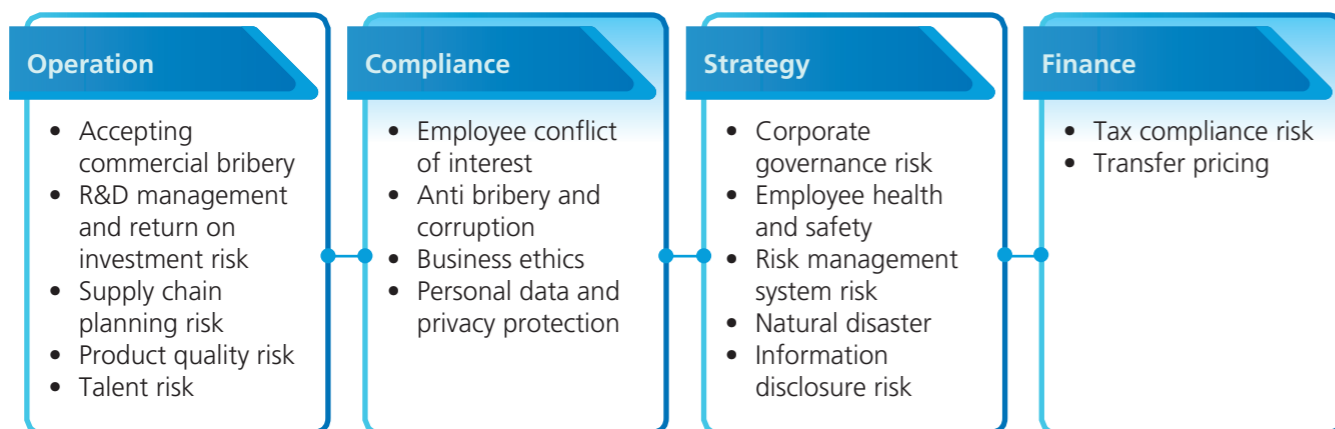 Operation
• Accepting
commercial bribery
• R&D management
and return on
investment risk
• Supply chain
planning risk
• Product quality risk
• Talent risk
Compliance
• Employee conflict
of interest
• Anti bribery and
corruption
• Business ethics
• Personal data and
privacy protection
Strategy
• Corporate
governance risk
• Employee health
and safety
• Risk management
system risk
• Natural disaster
• Information
disclosure risk
Finance
• Tax compliance risk
• Transfer pricing